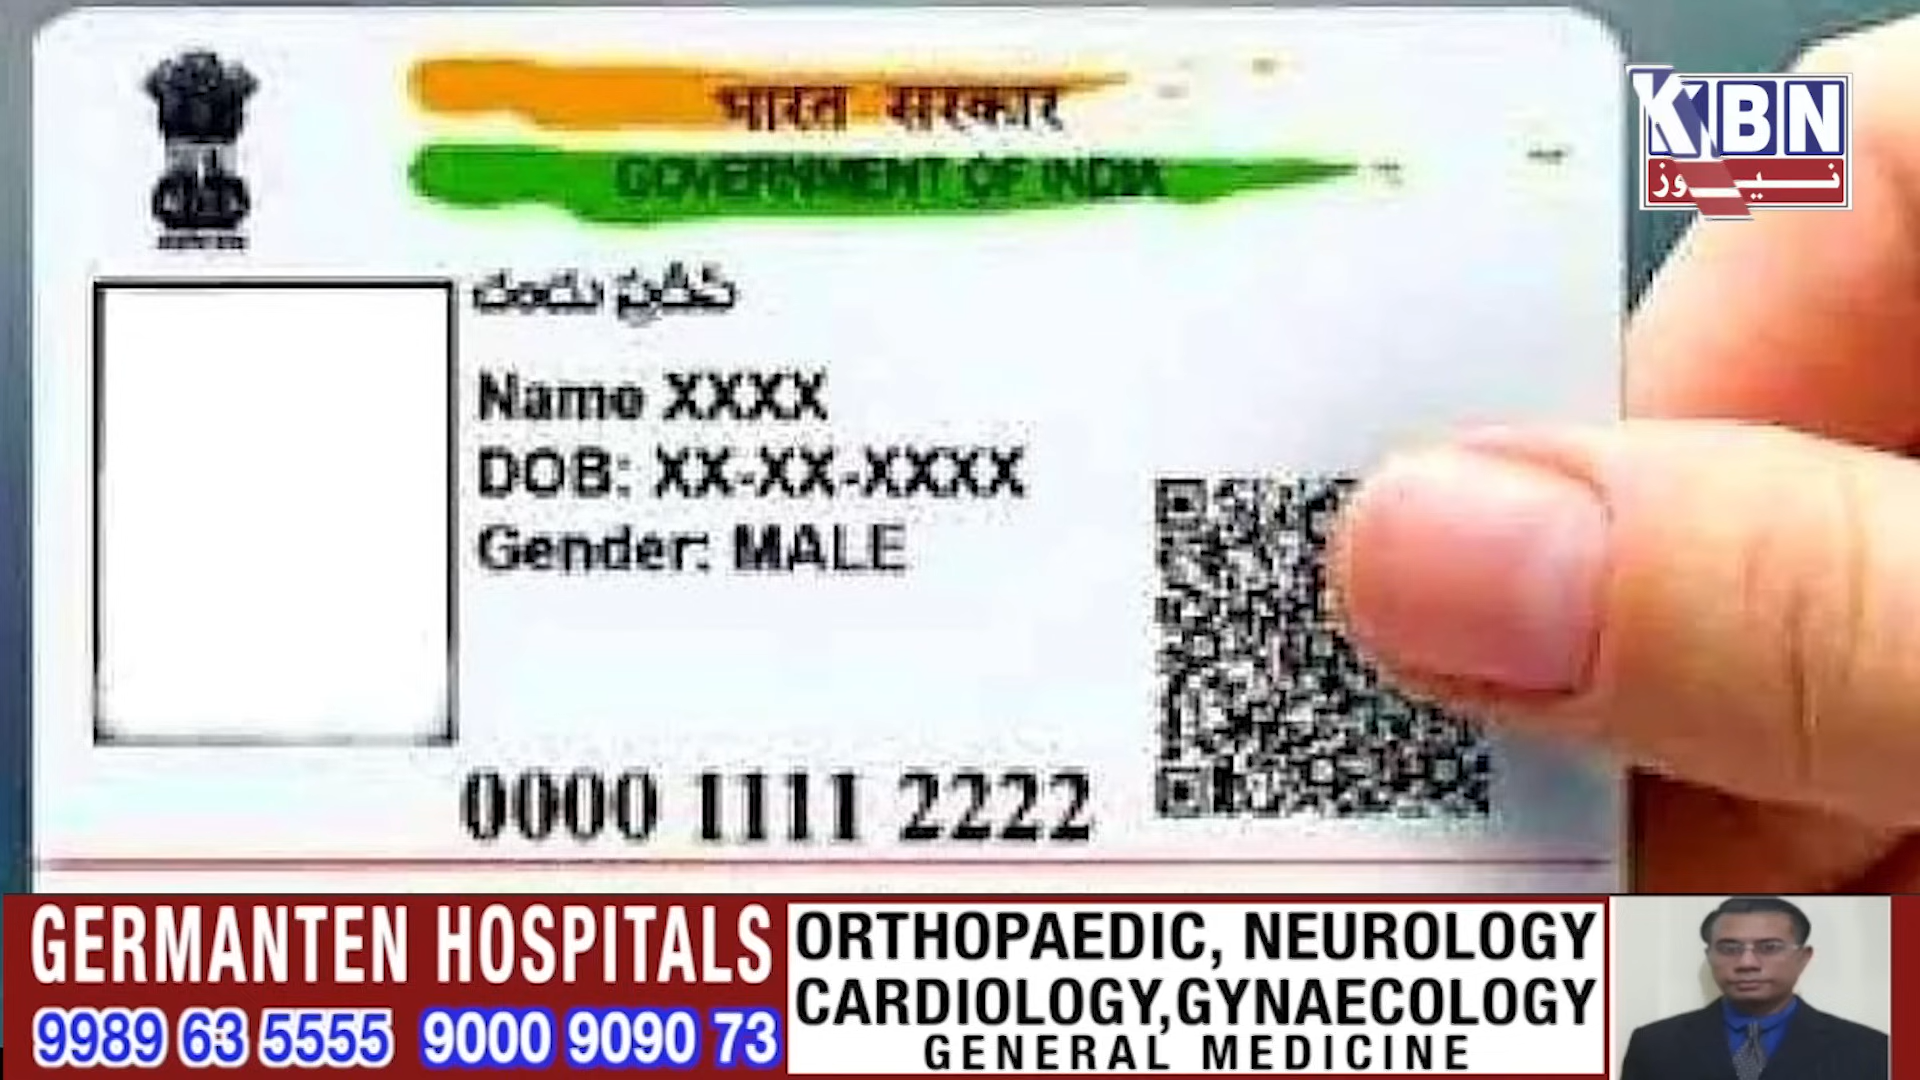 भारत सरकार
GOVERNMENT OF INDIA
KBN
نیوز
Name XXXX
DOB: XX-XX-XXXX
Gender: MALE
0000 1111 2222
GERMANTEN HOSPITALS
9989 63 5555 9000 9090 73
ORTHOPAEDIC, NEUROLOGY
CARDIOLOGY,GYNAECOLOGY
GENERAL MEDICINE